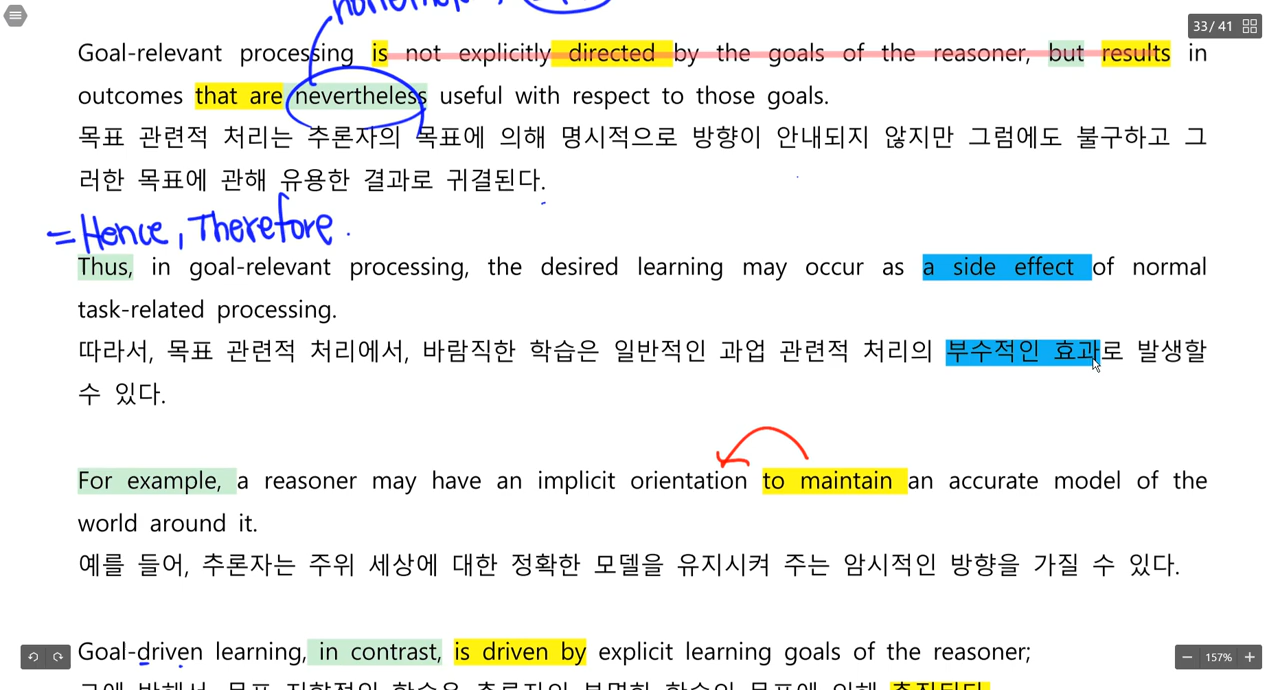 33/ 41
Goal-relevant processing is not explicitly directed by the goals of the reasoner, but results in
outcomes that are nevertheless useful with respect to those goals.
목표 관련적 처리는 추론자의 목표에 의해 명시적으로 방향이 안내되지 않지만 그럼에도 불구하고 그
러한 목표에 관해 유용한 결과로 귀결된다.
= Hence, Therefore.
Thus, in goal-relevant processing, the desired learning may occur as a side effect of normal
task-related processing.
따라서, 목표 관련적 처리에서, 바람직한 학습은 일반적인 과업 관련적 처리의 부수적인 효과로 발생할
수 있다.
For example, a reasoner may have an implicit orientation to maintain an accurate model of the
world around it.
예를 들어, 추론자는 주위 세상에 대한 정확한 모델을 유지시켜 주는 암시적인 방향을 가질 수 있다.
Goal-driven learning, in contrast, is driven by explicit learning goals of the reasoner;
157%